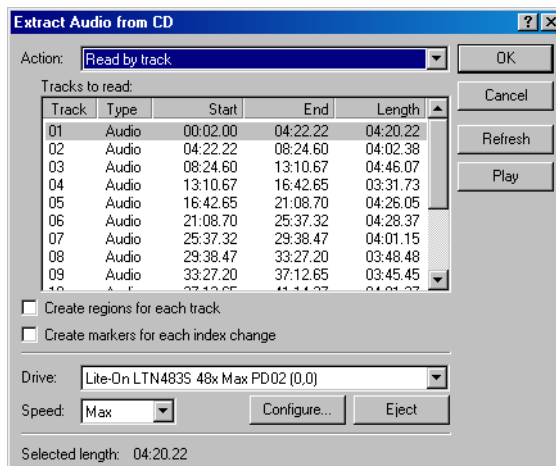 Extract Audio from CD
Action: Read by track OK
Tracks to read: Cancel
Track Type Start End Length
01 Audio 00:02.00 04:22.22 04:20.22
02 Audio 04:22.22 08:24.60 04:02.38 Refresh
03 Audio 08:24.60 13:10.67 04:46.07
04 Audio 13:10.67 16:42.65 03:31.73 Play
05 Audio 16:42.65 21:08.70 04:26.05
06 Audio 21:08.70 25:37.32 04:28.37
07 Audio 25:37.32 29:38.47 04:01.15
08 Audio 29:38.47 33:27.20 03:48.48
09 Audio 33:27.20 37:12.65 03:45.45
Create regions for each track
Create markers for each index change
Drive: Lite-On LTN483S 48x Max PD02 (0,0)
Speed: Max Configure... Eject
Selected length: 04:20.22